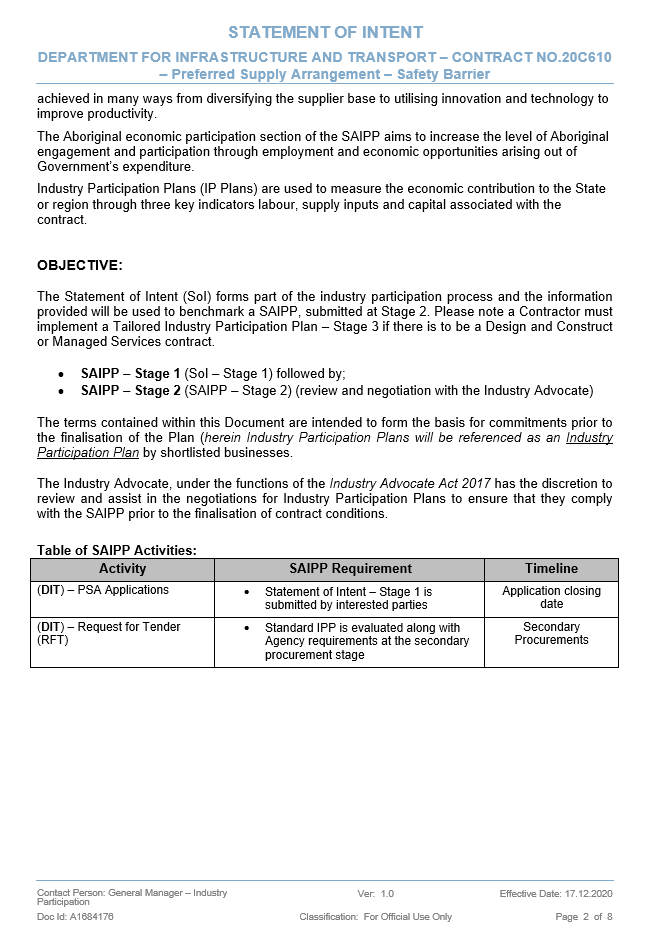 STATEMENT OF INTENT
DEPARTMENT FOR INFRASTRUCTURE AND TRANSPORT – CONTRACT NO.20C610
– Preferred Supply Arrangement – Safety Barrier
achieved in many ways from diversifying the supplier base to utilising innovation and technology to
improve productivity.
The Aboriginal economic participation section of the SAIPP aims to increase the level of Aboriginal
engagement and participation through employment and economic opportunities arising out of
Government's expenditure.
Industry Participation Plans (IP Plans) are used to measure the economic contribution to the State
or region through three key indicators labour, supply inputs and capital associated with the
contract.
OBJECTIVE:
The Statement of Intent (SoI) forms part of the industry participation process and the information
provided will be used to benchmark a SAIPP, submitted at Stage 2. Please note a Contractor must
implement a Tailored Industry Participation Plan – Stage 3 if there is to be a Design and Construct
or Managed Services contract.
• SAIPP – Stage 1 (SoI – Stage 1) followed by;
• SAIPP – Stage 2 (SAIPP – Stage 2) (review and negotiation with the Industry Advocate)
The terms contained within this Document are intended to form the basis for commitments prior to
the finalisation of the Plan (herein Industry Participation Plans will be referenced as an Industry
Participation Plan by shortlisted businesses.
The Industry Advocate, under the functions of the Industry Advocate Act 2017 has the discretion to
review and assist in the negotiations for Industry Participation Plans to ensure that they comply
with the SAIPP prior to the finalisation of contract conditions.
Table of SAIPP Activities:
Activity SAIPP Requirement Timeline
(DIT) – PSA Applications • Statement of Intent – Stage 1 is Application closing
submitted by interested parties date
(DIT) – Request for Tender • Standard IPP is evaluated along with Secondary
(RFT) Agency requirements at the secondary Procurements
procurement stage
Contact Person: General Manager – Industry Ver: 1.0 Effective Date: 17.12.2020
Participation
Doc Id: A1684176 Classification: For Official Use Only Page 2 of 8